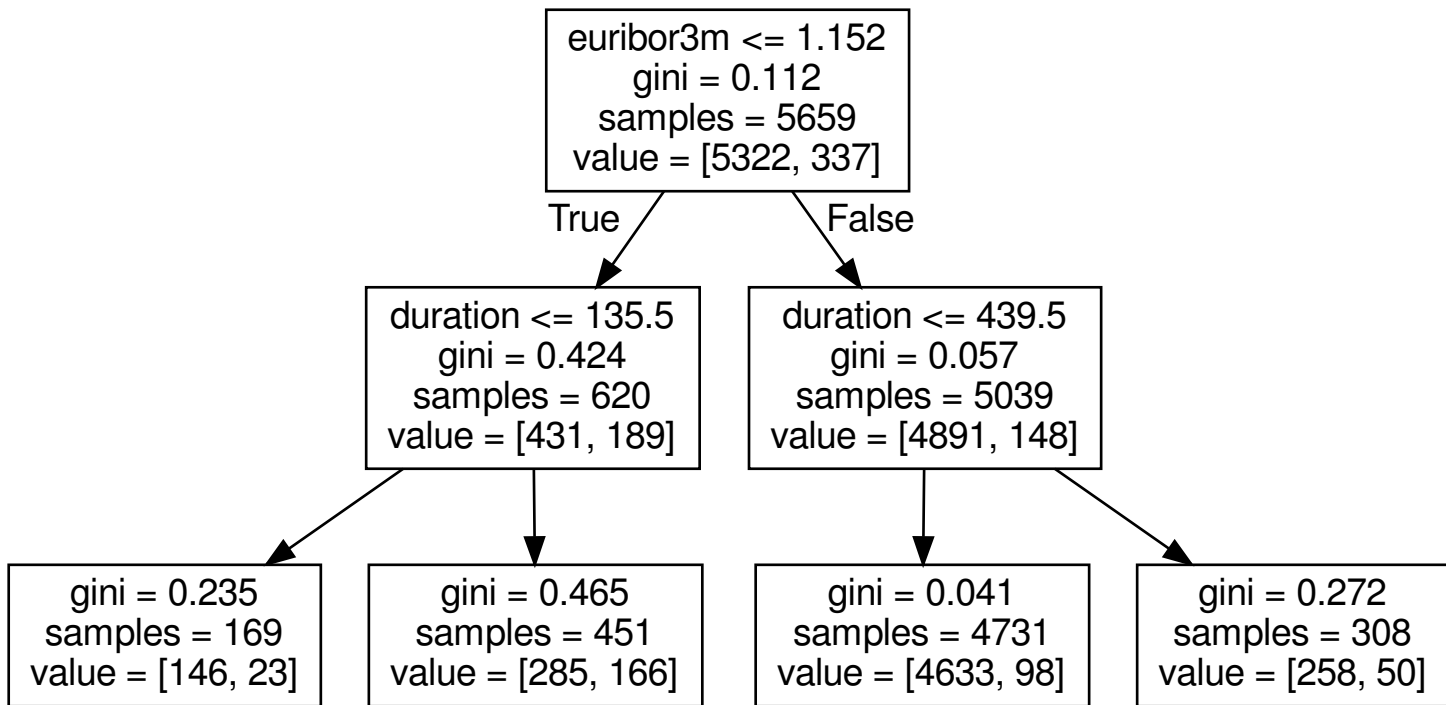 euribor3m <= 1.152
gini = 0.112
samples = 5659
value = [5322, 337]
True
False
duration <= 135.5
gini = 0.424
samples = 620
value = [431, 189]
duration <= 439.5
gini = 0.057
samples = 5039
value = [4891, 148]
gini = 0.235
samples = 169
value = [146, 23]
gini = 0.465
samples = 451
value = [285, 166]
gini = 0.041
samples = 4731
value = [4633, 98]
gini = 0.272
samples = 308
value = [258, 50]